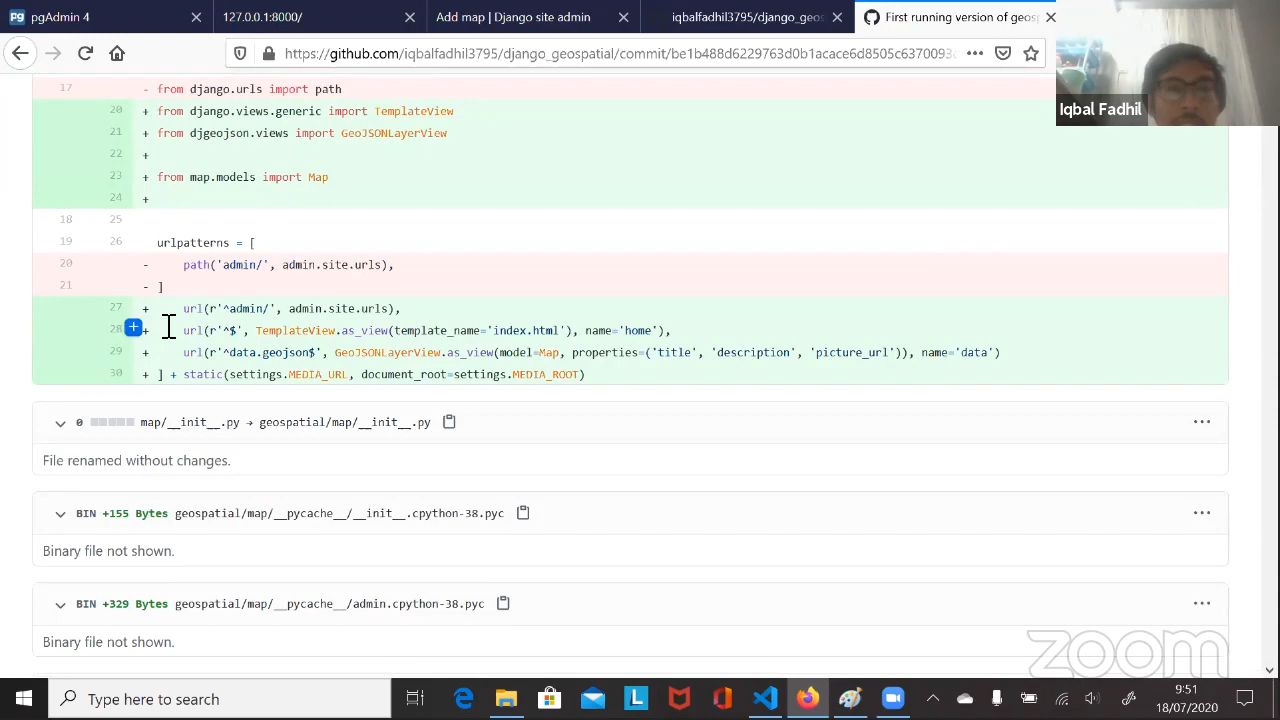 pgAdmin 4
127.0.0.1:8000/
Add map | Django site admin
iqbalfadhil3795/django_geos
First running version of geos
https://github.com/iqbalfadhil3795/django_geospatial/commit/be1b488d6229763d0b1acace6d8505c6370093
Iqbal Fadhil
17 - from django.urls import path
20 + from django.views.generic import TemplateView
21 + from djgeojson.views import GeoJSONLayerView
22 +
23 + from map.models import Map
24 +
18 25
19 26 urlpatterns = [
20 - path('admin/', admin.site.urls),
21 - ]
27 + url(r'^admin/', admin.site.urls),
28 + url(r'^$', TemplateView.as_view(template_name='index.html'), name='home'),
29 + url(r'^data.geojson$', GeoJSONLayerView.as_view(model=Map, properties=('title', 'description', 'picture_url')), name='data')
30 + ] + static(settings.MEDIA_URL, document_root=settings.MEDIA_ROOT)
0 map/__init__.py → geospatial/map/__init__.py
File renamed without changes.
BIN +155 Bytes geospatial/map/__pycache__/__init__.cpython-38.pyc
Binary file not shown.
BIN +329 Bytes geospatial/map/__pycache__/admin.cpython-38.pyc
Binary file not shown.
zoom
Type here to search
9:51
18/07/2020